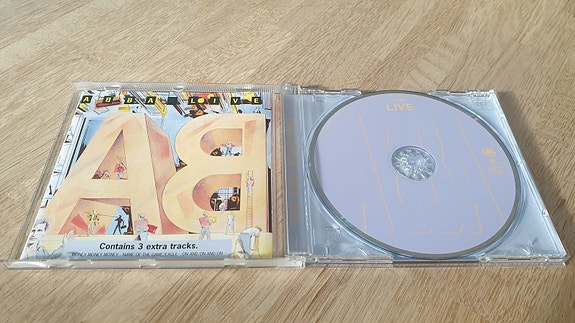 ABBA LIVE
AB
Contains 3 extra tracks.
MONEY MONEY MONEY NAME OF THE GAME/EAGLE ON AND ON AND ON
LIVE